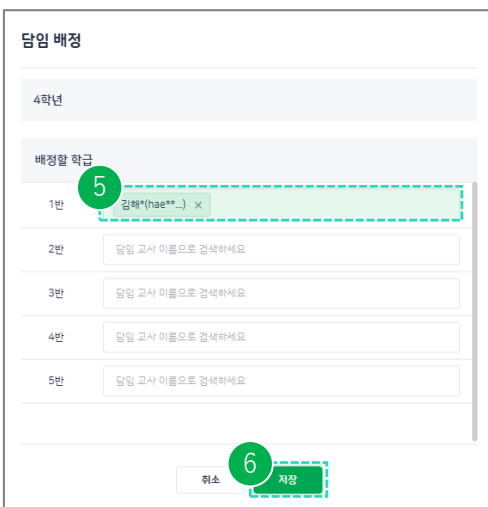 담임 배정
4학년
배정할 학급
5
1반 김해*(hae**...) ×
2반 담임 교사 이름으로 검색하세요
3반 담임 교사 이름으로 검색하세요
4반 담임 교사 이름으로 검색하세요
5반 담임 교사 이름으로 검색하세요
6
취소 저장